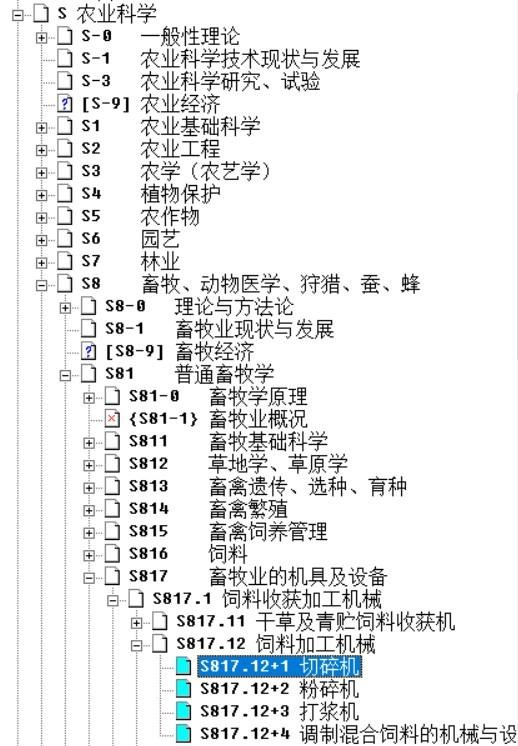 S 农业科学
S-0 一般性理论
S-1 农业科学技术现状与发展
S-3 农业科学研究、试验
[S-9] 农业经济
S1 农业基础科学
S2 农业工程
S3 农学（农艺学）
S4 植物保护
S5 农作物
S6 园艺
S7 林业
S8 畜牧、动物医学、狩猎、蚕、蜂
S8-0 理论与方法论
S8-1 畜牧业现状与发展
[S8-9] 畜牧经济
S81 普通畜牧学
S81-0 畜牧学原理
{S81-1} 畜牧业概况
S811 畜牧基础科学
S812 草地学、草原学
S813 畜禽遗传、选种、育种
S814 畜禽繁殖
S815 畜禽饲养管理
S816 饲料
S817 畜牧业的机具及设备
S817.1 饲料收获加工机械
S817.11 干草及青贮饲料收获机
S817.12 饲料加工机械
S817.12+1 切碎机
S817.12+2 粉碎机
S817.12+3 打浆机
S817.12+4 调制混合饲料的机械与设